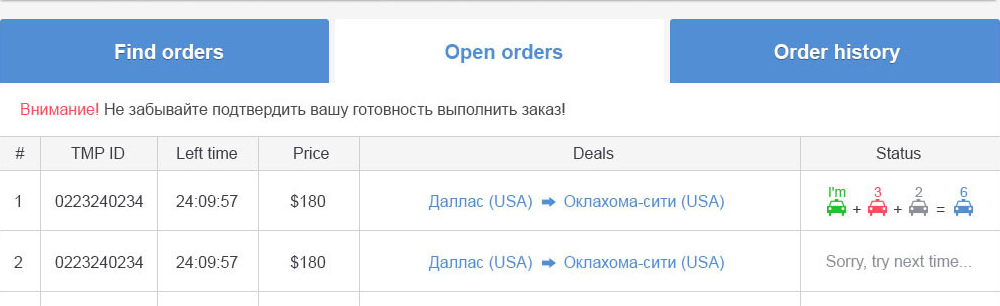 Find orders Open orders Order history
Внимание! Не забывайте подтвердить вашу готовность выполнить заказ!
# TMP ID Left time Price Deals Status
I'm 3 2 6
1 0223240234 24:09:57 $180 Даллас (USA) ➡ Оклахома-сити (USA) + + =
2 0223240234 24:09:57 $180 Даллас (USA) ➡ Оклахома-сити (USA) Sorry, try next time...